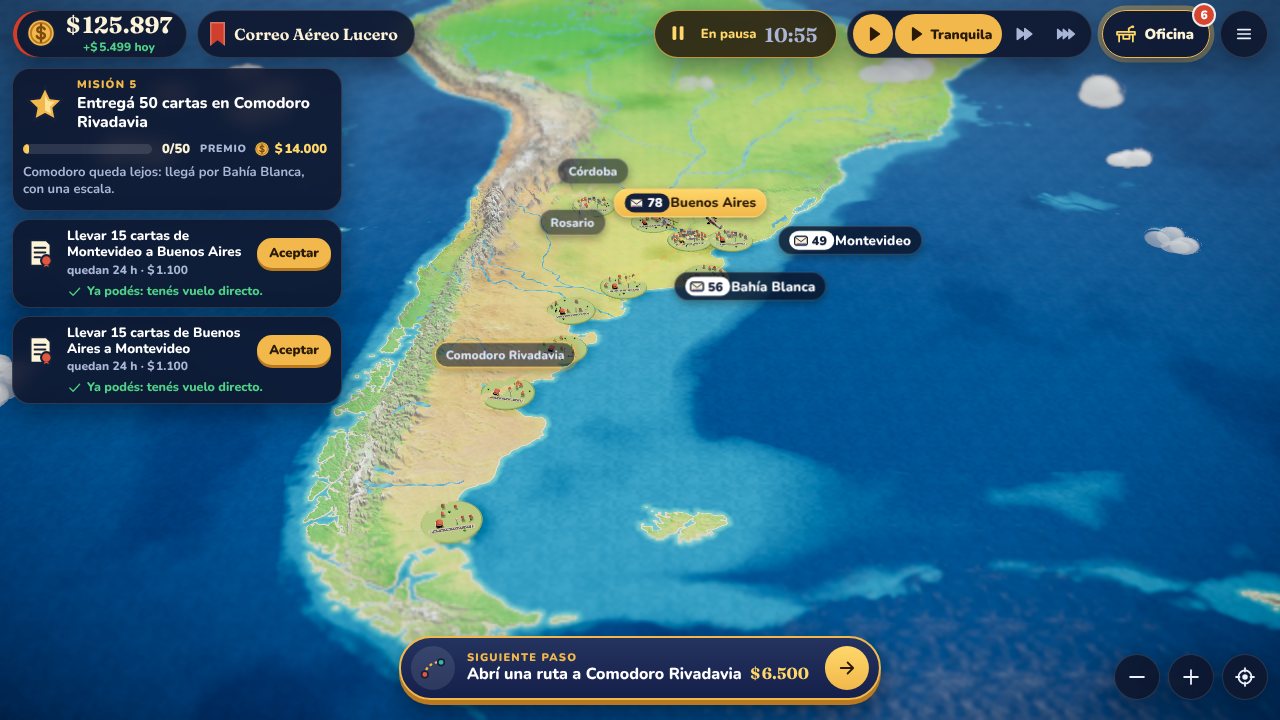 $125.897
+$5.499 hoy
Correo Aéreo Lucero
En pausa 10:55
Tranquila
Oficina
6
MISIÓN 5
Entregá 50 cartas en Comodoro
Rivadavia
0/50 PREMIO $14.000
Comodoro queda lejos: llegá por Bahía Blanca,
con una escala.
Llevar 15 cartas de
Montevideo a Buenos Aires
quedan 24 h · $1.100
Ya podés: tenés vuelo directo.
Aceptar
Llevar 15 cartas de Buenos
Aires a Montevideo
quedan 24 h · $1.100
Ya podés: tenés vuelo directo.
Aceptar
Córdoba
78 Buenos Aires
Rosario
49 Montevideo
56 Bahía Blanca
Comodoro Rivadavia
SIGUIENTE PASO
Abrí una ruta a Comodoro Rivadavia $6.500